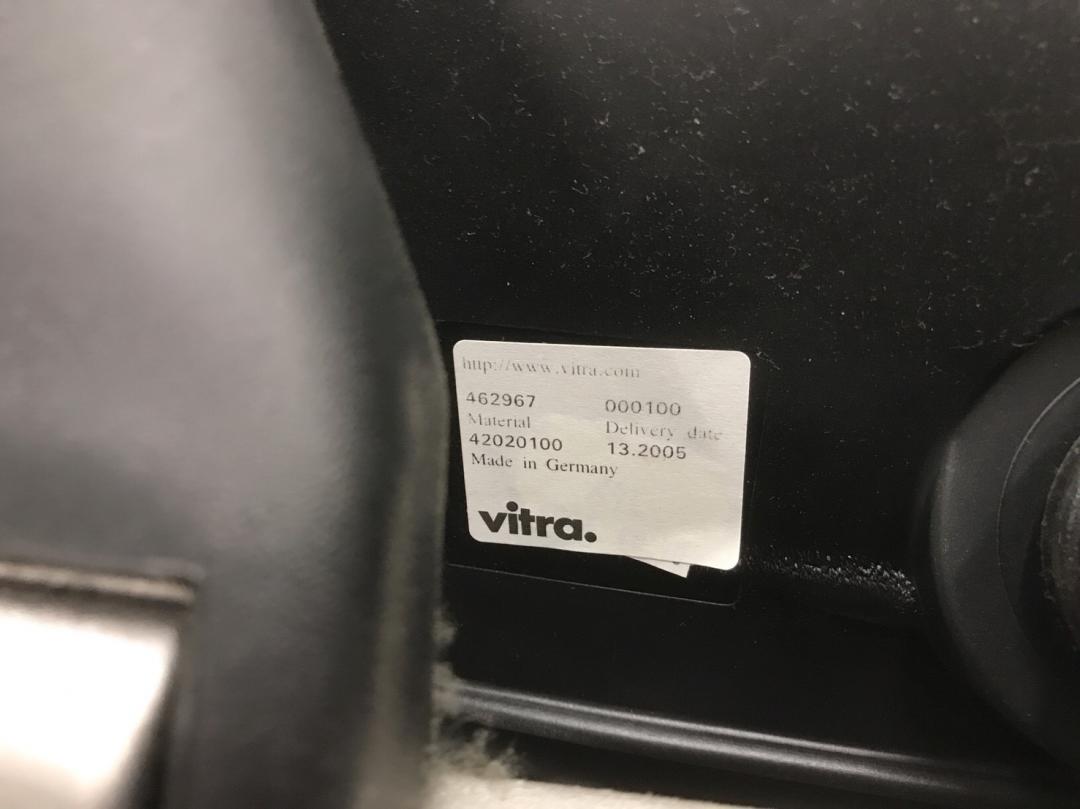 http://www.vitra.com
462967 000100
Material Delivery date
42020100 13.2005
Made in Germany
vitra.